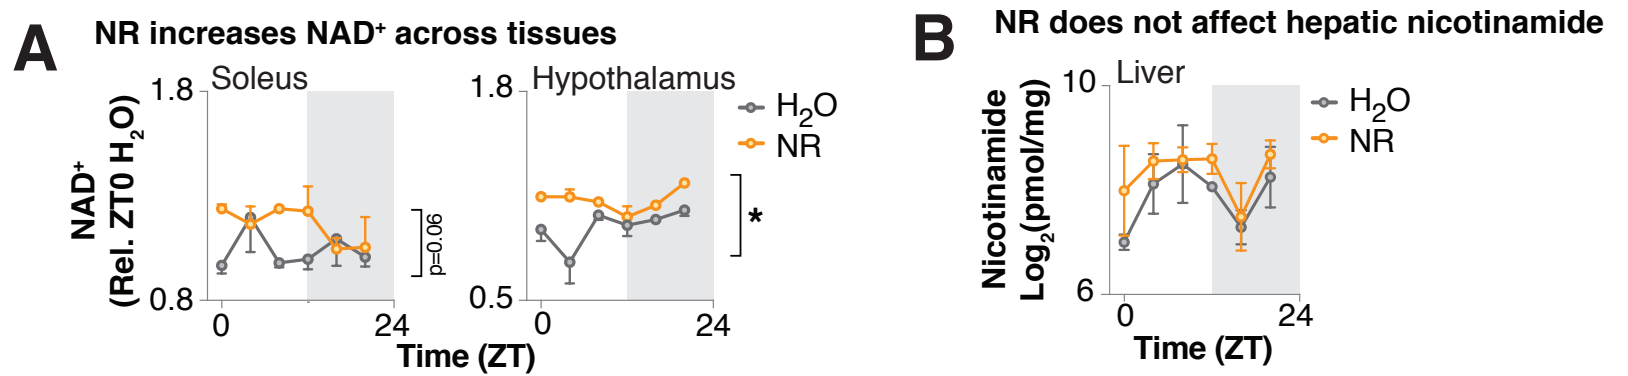 A
NR increases NAD⁺ across tissues
NAD⁺
(Rel. ZT0 H₂O)
Soleus
1.8
0.8
0
24
p=0.06
Hypothalamus
1.8
0.5
0
24
H₂O
NR
*
Time (ZT)
B
NR does not affect hepatic nicotinamide
Nicotinamide
Log₂(pmol/mg)
Liver
10
6
0
24
H₂O
NR
Time (ZT)